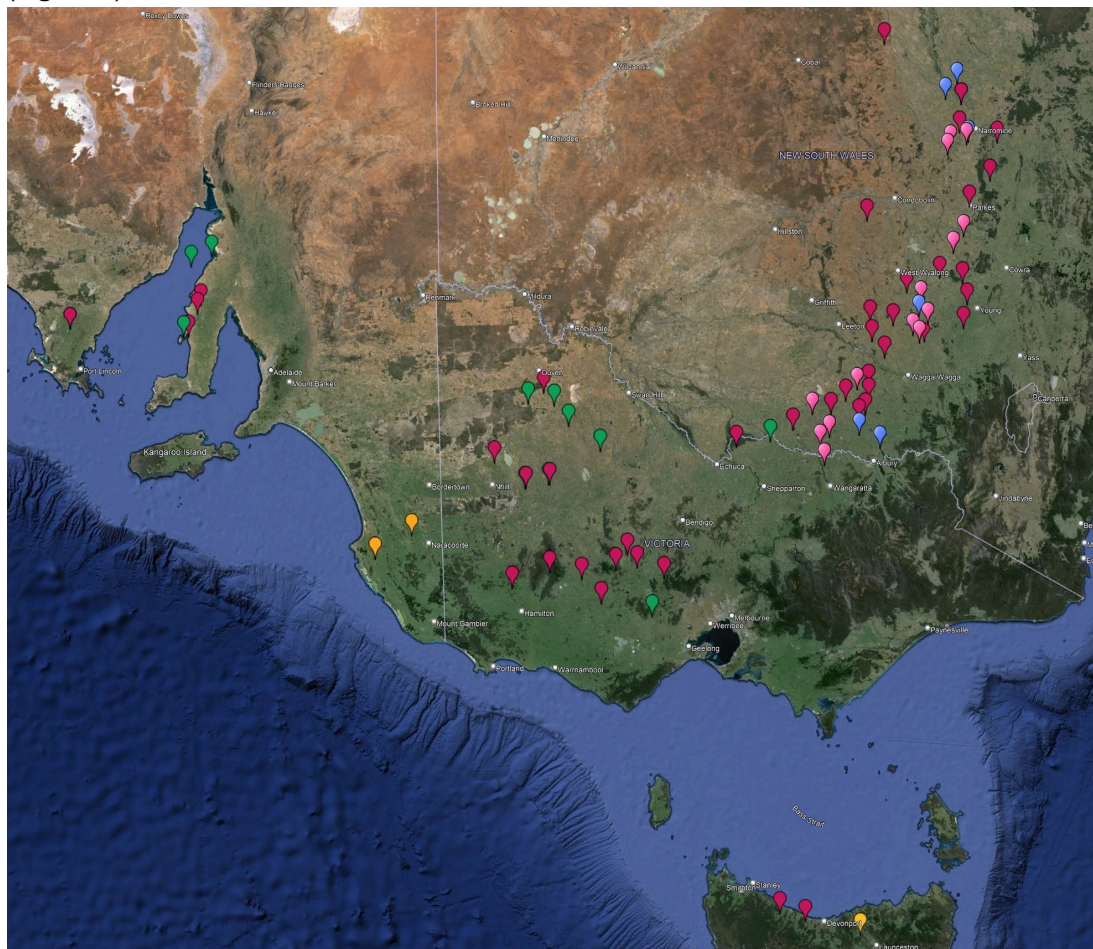 Roxby Downs
Cobar
Wilcannia
Flinders Ranges
Broken Hill
Hawker
Narromine
Menindee
NEW SOUTH WALES
Condobolin
Parkes
Hillston
Cowra
West Wyalong
Renmark
Mildura
Griffith
Young
Leeton
Robinvale
Yass
Port Lincoln
Adelaide
Ouyen
Wagga Wagga
Mount Barker
Swan Hill
Canberra
Kangaroo Island
Echuca
Albury
Bordertown
Nhill
Shepparton
Wangaratta
Jindabyne
Bendigo
Naracoorte
VICTORIA
Hamilton
Mount Gambier
Melbourne
Werribee
Paynesville
Geelong
Portland
Warrnambool
Bass Strait
Smithton
Stanley
Devonport
Launceston